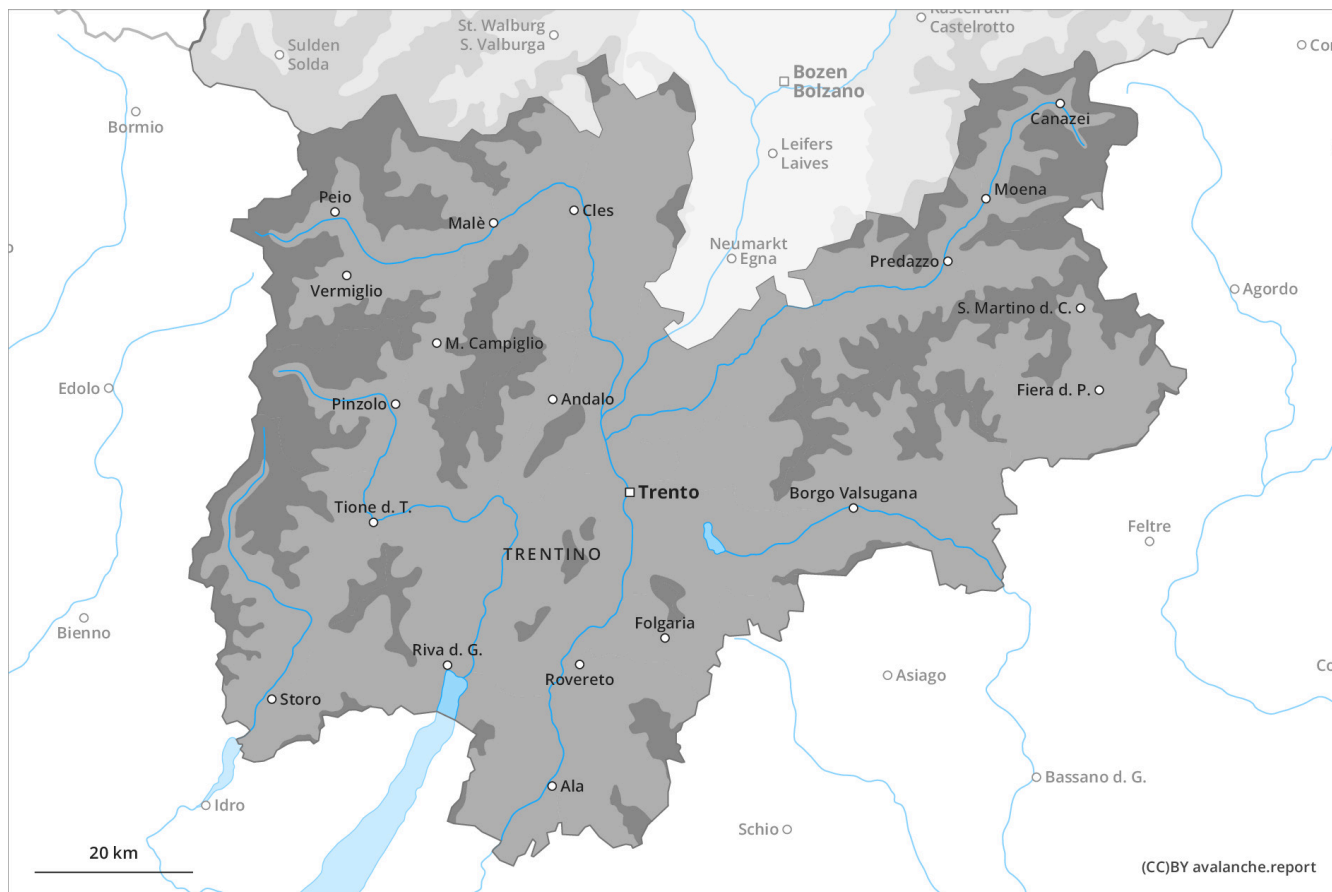 Kastelruth
Castelrotto
St. Walburg
S. Valburga
Sulden
Solda
Bozen
Bolzano
Bormio
Canazei
Leifers
Laives
Moena
Peio
Malè
Cles
Neumarkt
Egna
Predazzo
Vermiglio
Agordo
S. Martino d. C.
M. Campiglio
Edolo
Pinzolo
Andalo
Fiera d. P.
Trento
Borgo Valsugana
Tione d. T.
Feltre
TRENTINO
Bienno
Folgaria
Riva d. G.
Rovereto
Asiago
Storo
Ala
Bassano d. G.
Idro
Schio
20 km
(CC)BY avalanche.report